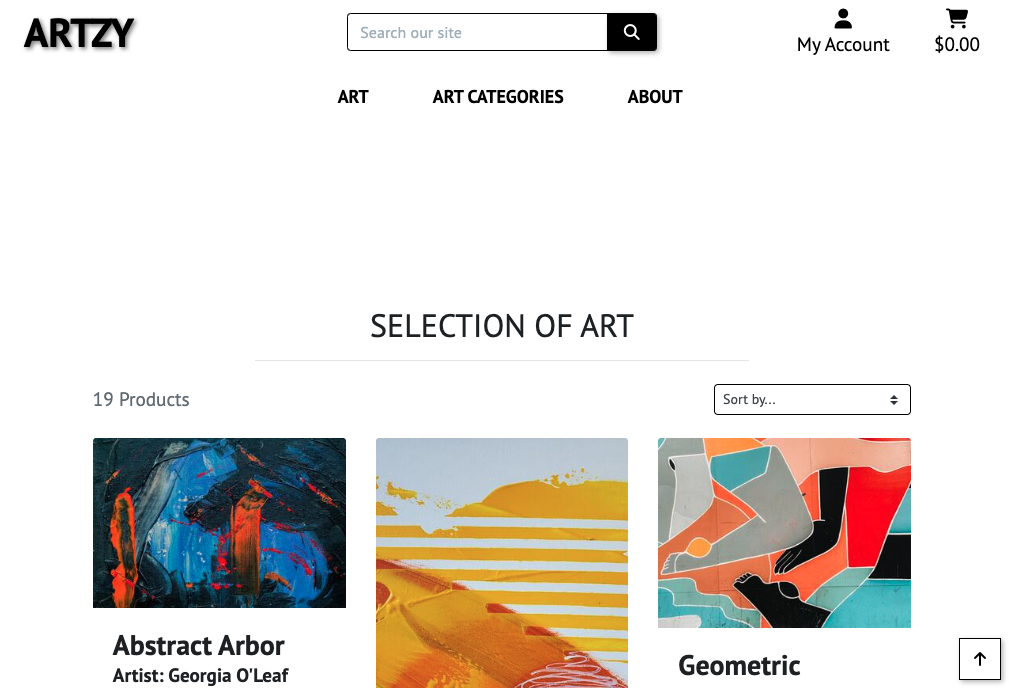 ARTZY
Search our site
My Account
$0.00
ART
ART CATEGORIES
ABOUT
SELECTION OF ART
19 Products
Sort by...
Abstract Arbor
Artist: Georgia O'Leaf
Geometric